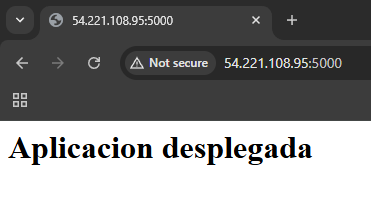 54.221.108.95:5000
Not secure 54.221.108.95:5000
Aplicacion desplegada